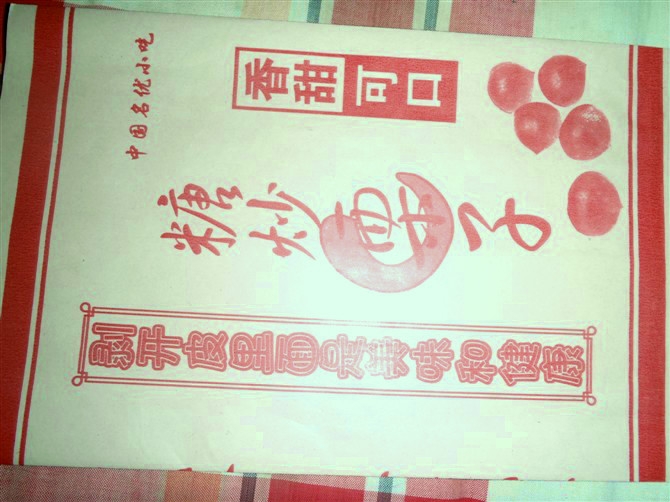 中国名优小吃
香甜可口
糖炒栗子
剥开皮里面是美味和健康